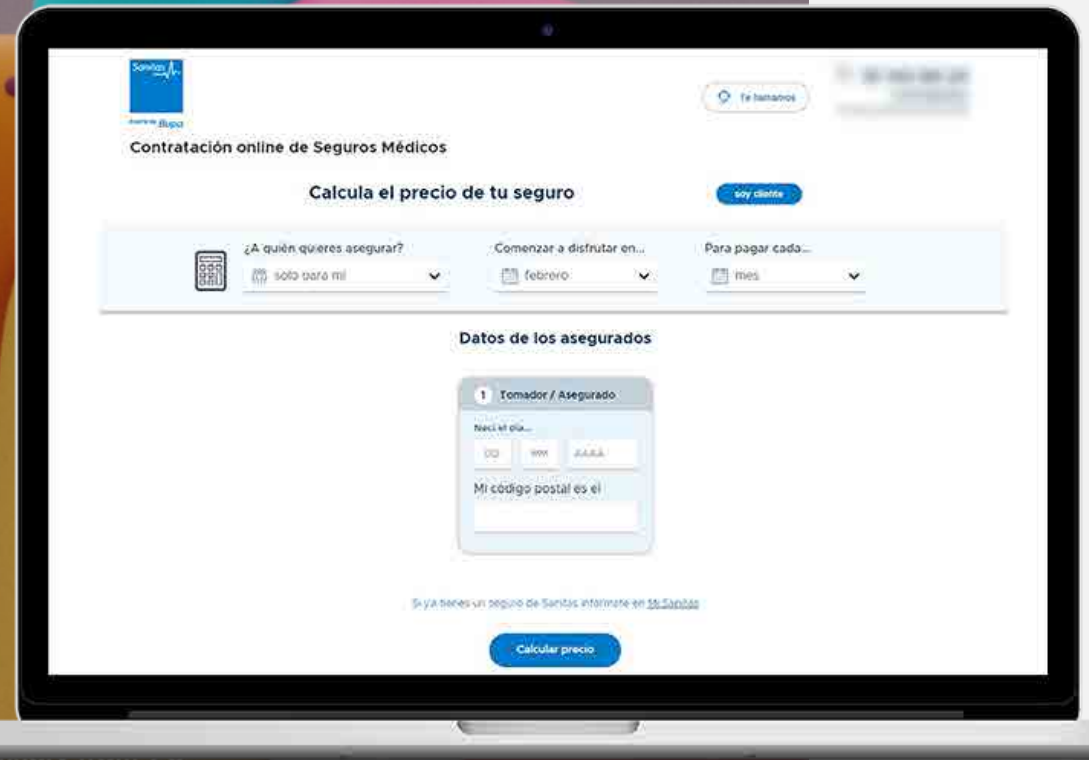 Sanitas
Bupa
Te llamamos
Contratación online de Seguros Médicos
Calcula el precio de tu seguro
soy cliente
¿A quién quieres asegurar?
Comenzar a disfrutar en...
Para pagar cada...
solo para mi
febrero
mes
Datos de los asegurados
1 Tomador / Asegurado
Nací el día...
DD MM AAAA
Mi código postal es el
Si ya tienes un seguro de Sanitas infórmate en Mi Sanitas
Calcular precio